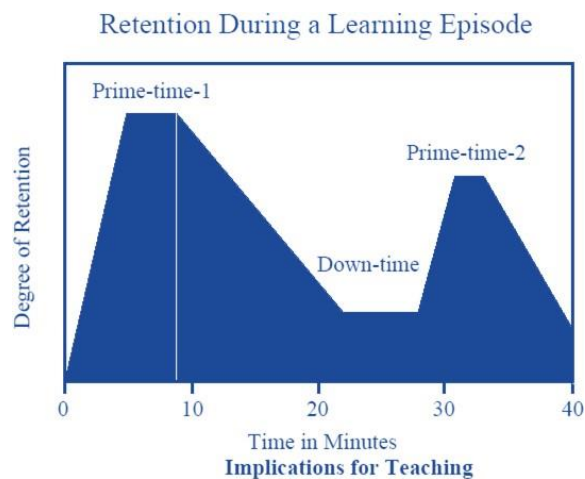 Retention During a Learning Episode
Prime-time-1
Prime-time-2
Down-time
Degree of Retention
0 10 20 30 40
Time in Minutes
Implications for Teaching